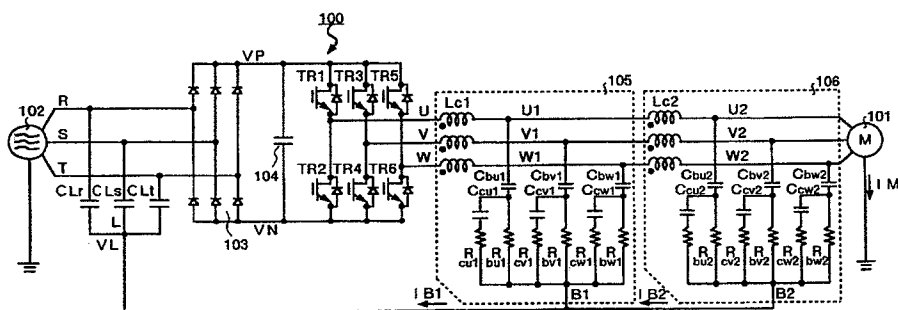 100
VP
TR1 TR3 TR5
105
106
102
R
S
T
CLr CLs CLt
L
VL
104
103
VN
TR2 TR4 TR6
U
V
W
Lc1
U1
V1
W1
Cbu1 Cbv1 Cbw1
Ccu1 Ccv1 Ccw1
R R R R R R
cu1 bu1 cv1 bv1 cw1 bw1
IB1
B1
Lc2
U2
V2
W2
Cbu2 Cbv2 Cbw2
Ccu2 Ccv2 Ccw2
R R R R R R
cu2 bu2 cv2 bv2 cw2 bw2
IB2
B2
101
M
IM